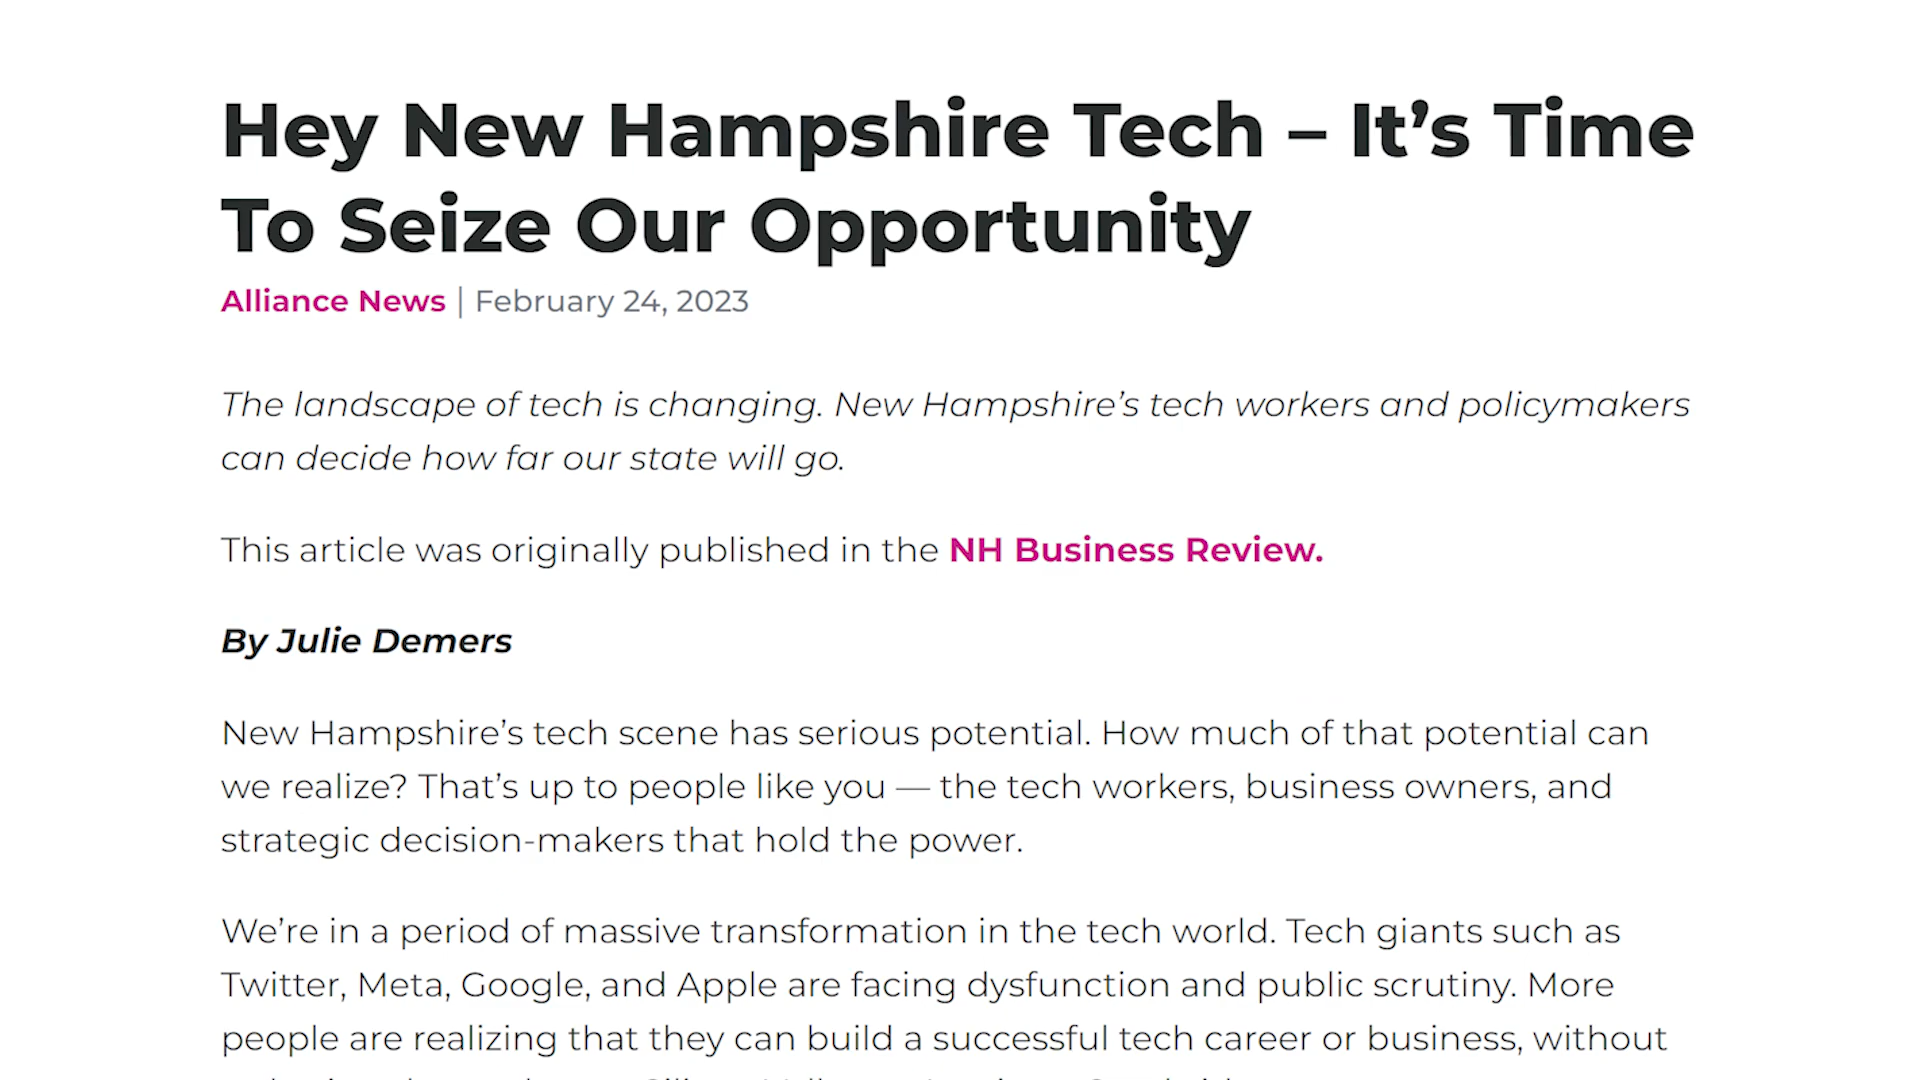 Hey New Hampshire Tech – It’s Time
To Seize Our Opportunity
Alliance News | February 24, 2023
The landscape of tech is changing. New Hampshire’s tech workers and policymakers
can decide how far our state will go.
This article was originally published in the NH Business Review.
By Julie Demers
New Hampshire’s tech scene has serious potential. How much of that potential can
we realize? That’s up to people like you — the tech workers, business owners, and
strategic decision-makers that hold the power.
We’re in a period of massive transformation in the tech world. Tech giants such as
Twitter, Meta, Google, and Apple are facing dysfunction and public scrutiny. More
people are realizing that they can build a successful tech career or business, without